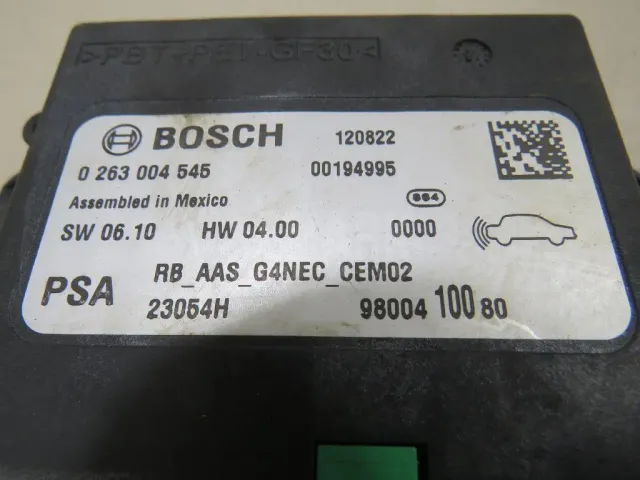 >PBT+PET-GF30<
BOSCH 120822
0 263 004 545 00194995
Assembled in Mexico 864
SW 06.10 HW 04.00 0000
RB_AAS_G4NEC_CEM02
PSA
23054H 98004 100 80